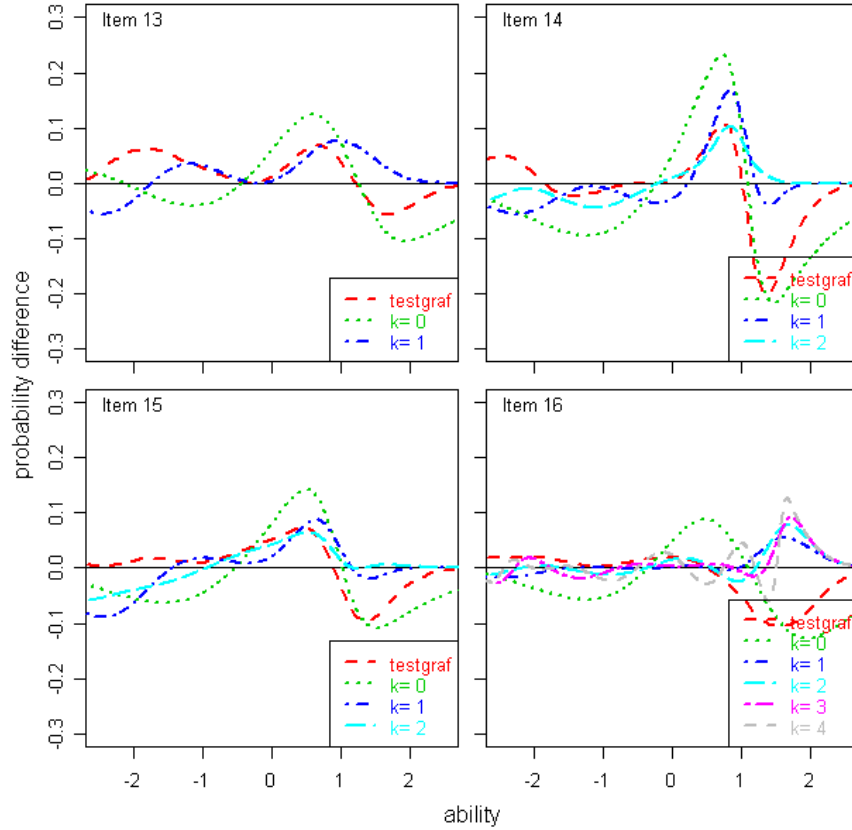 Item 13
Item 14
0.3
0.2
0.1
0.0
-0.1
-0.2
-0.3
testgraf
k= 0
k= 1
testgraf
k= 0
k= 1
k= 2
probability difference
Item 15
Item 16
0.3
0.2
0.1
0.0
-0.1
-0.2
-0.3
testgraf
k= 0
k= 1
k= 2
testgraf
k= 0
k= 1
k= 2
k= 3
k= 4
-2 -1 0 1 2
-2 -1 0 1 2
ability